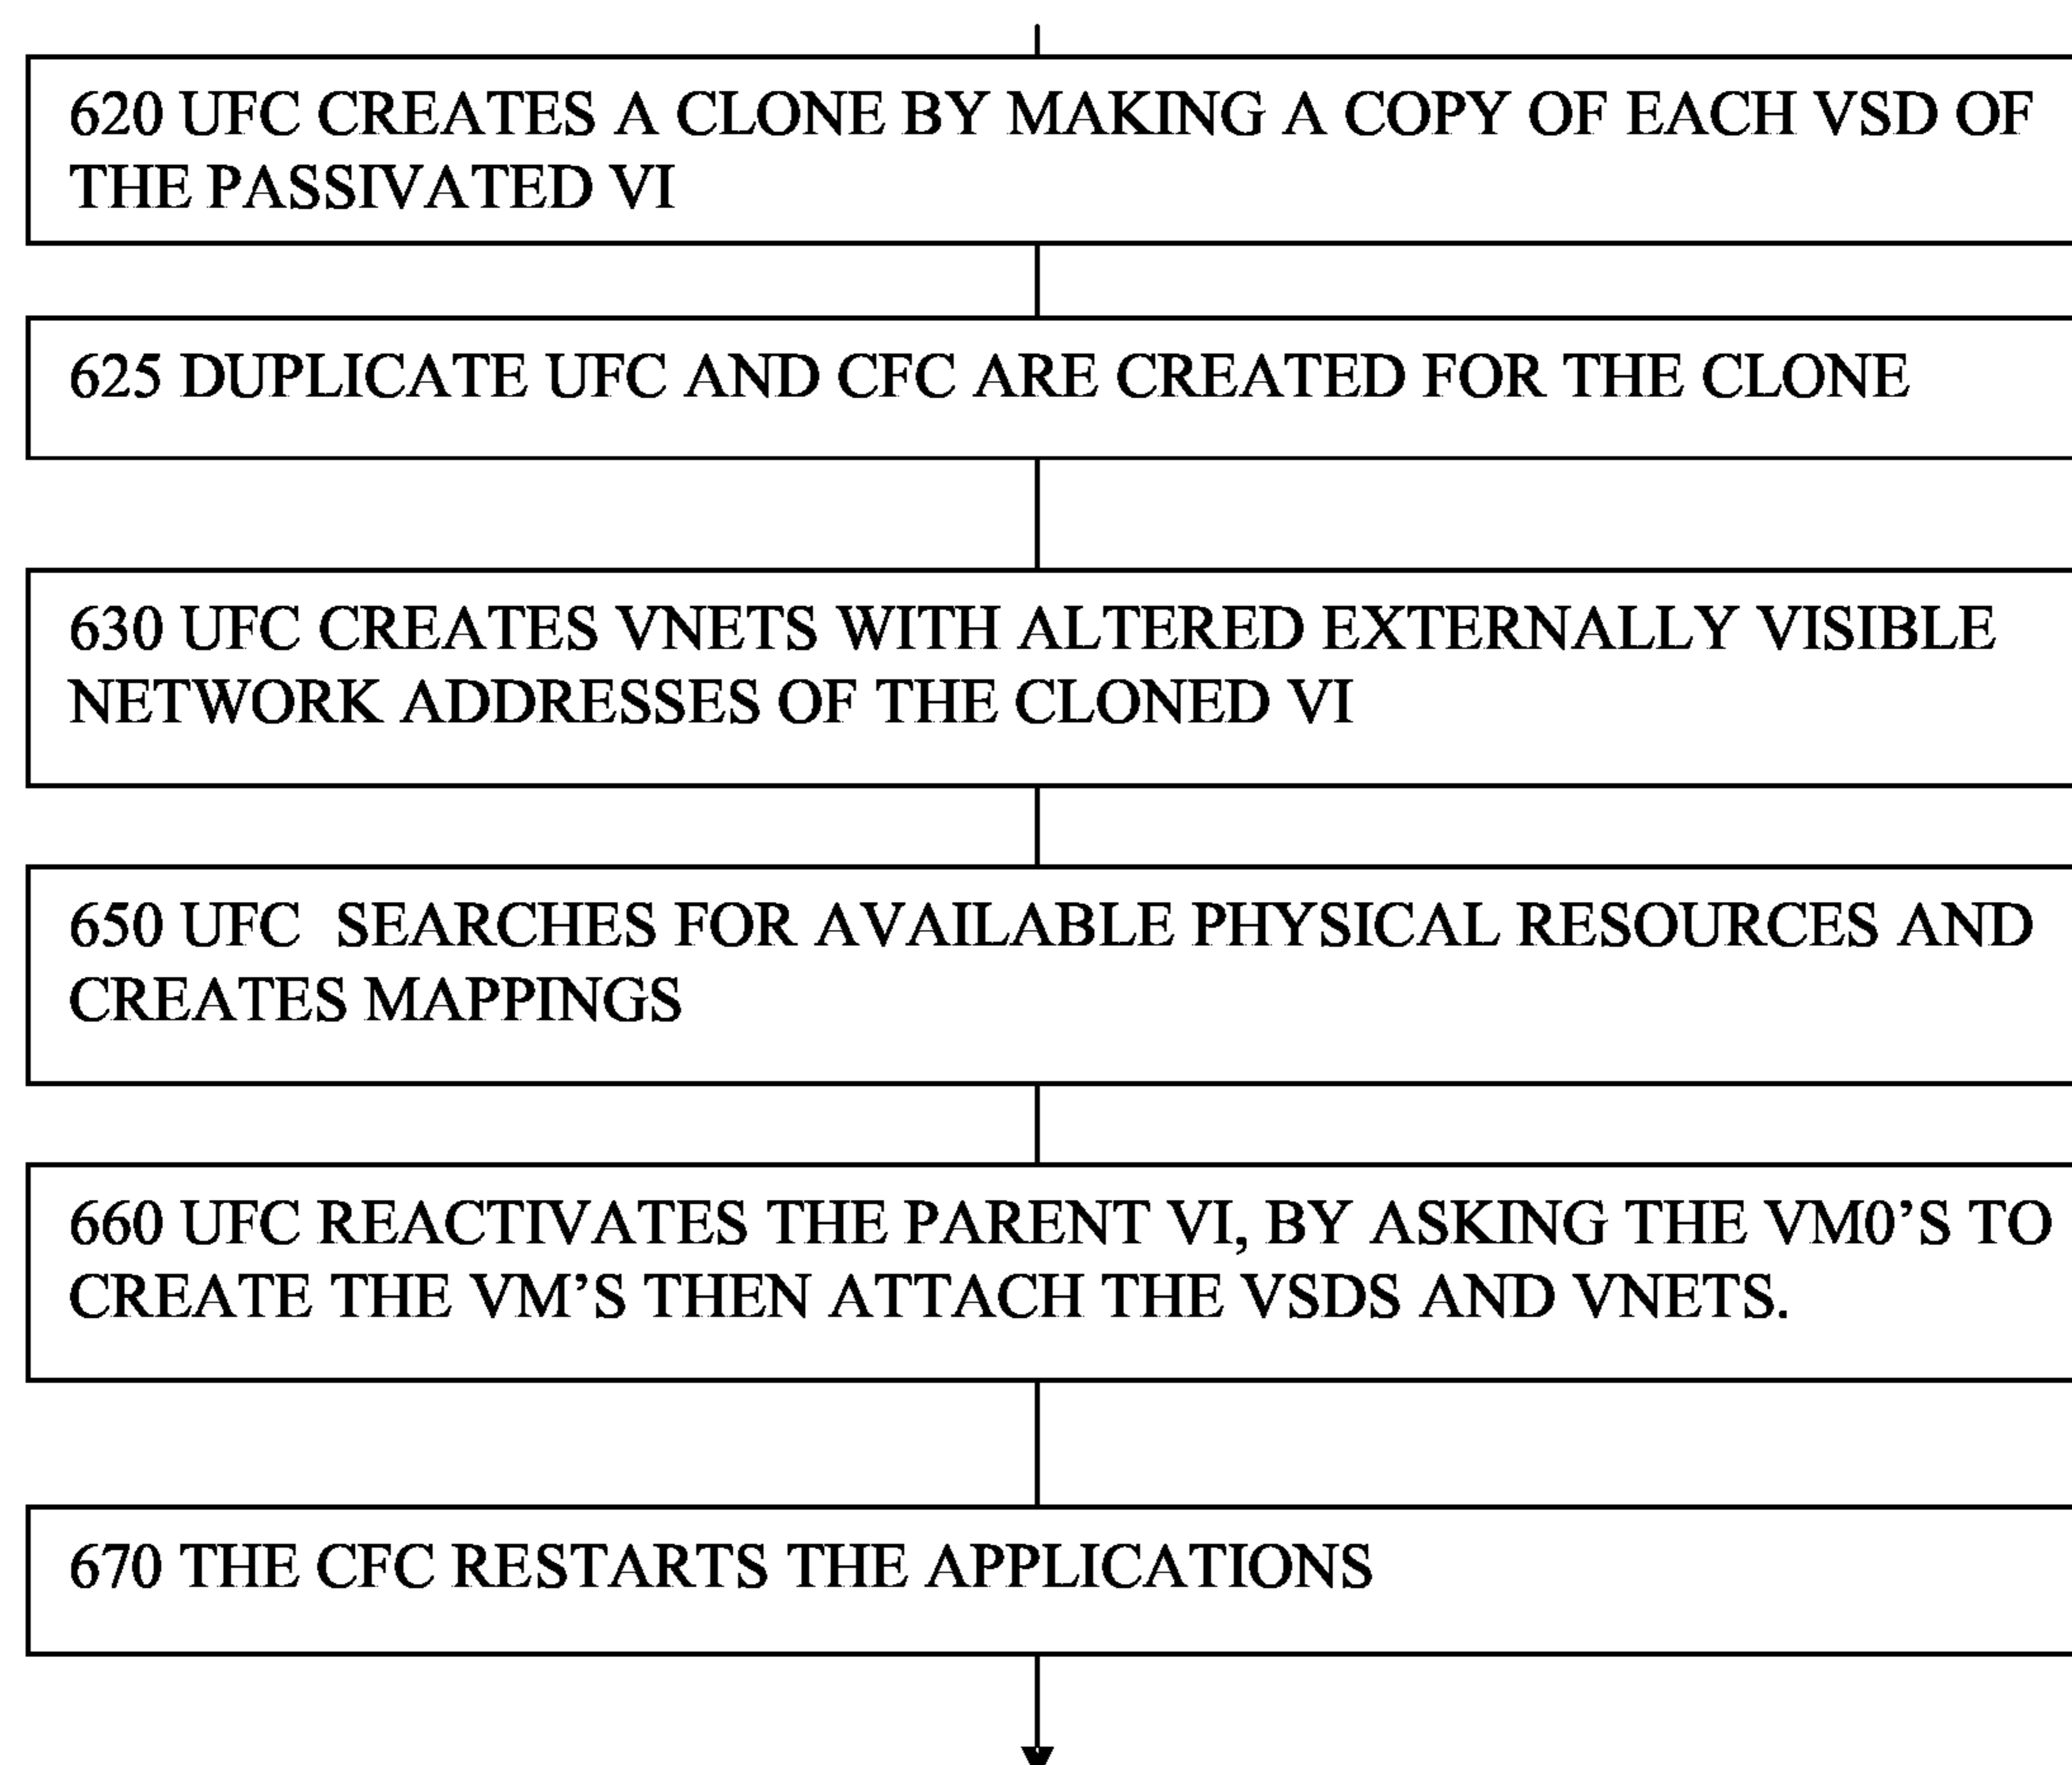 620 UFC CREATES A CLONE BY MAKING A COPY OF EACH VSD OF
THE PASSIVATED VI
625 DUPLICATE UFC AND CFC ARE CREATED FOR THE CLONE
630 UFC CREATES VNETS WITH ALTERED EXTERNALLY VISIBLE
NETWORK ADDRESSES OF THE CLONED VI
650 UFC  SEARCHES FOR AVAILABLE PHYSICAL RESOURCES AND
CREATES MAPPINGS
660 UFC REACTIVATES THE PARENT VI, BY ASKING THE VM0’S TO
CREATE THE VM’S THEN ATTACH THE VSDS AND VNETS.
670 THE CFC RESTARTS THE APPLICATIONS